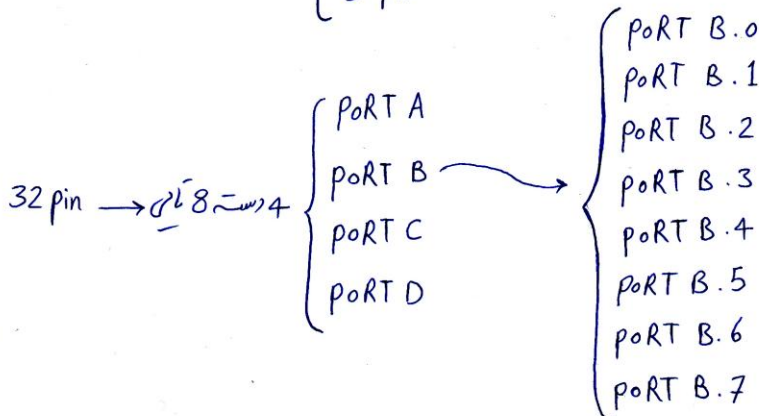 32 pin → 4 دسته 8 تایی
PORT A
PORT B
PORT C
PORT D
PORT B.0
PORT B.1
PORT B.2
PORT B.3
PORT B.4
PORT B.5
PORT B.6
PORT B.7